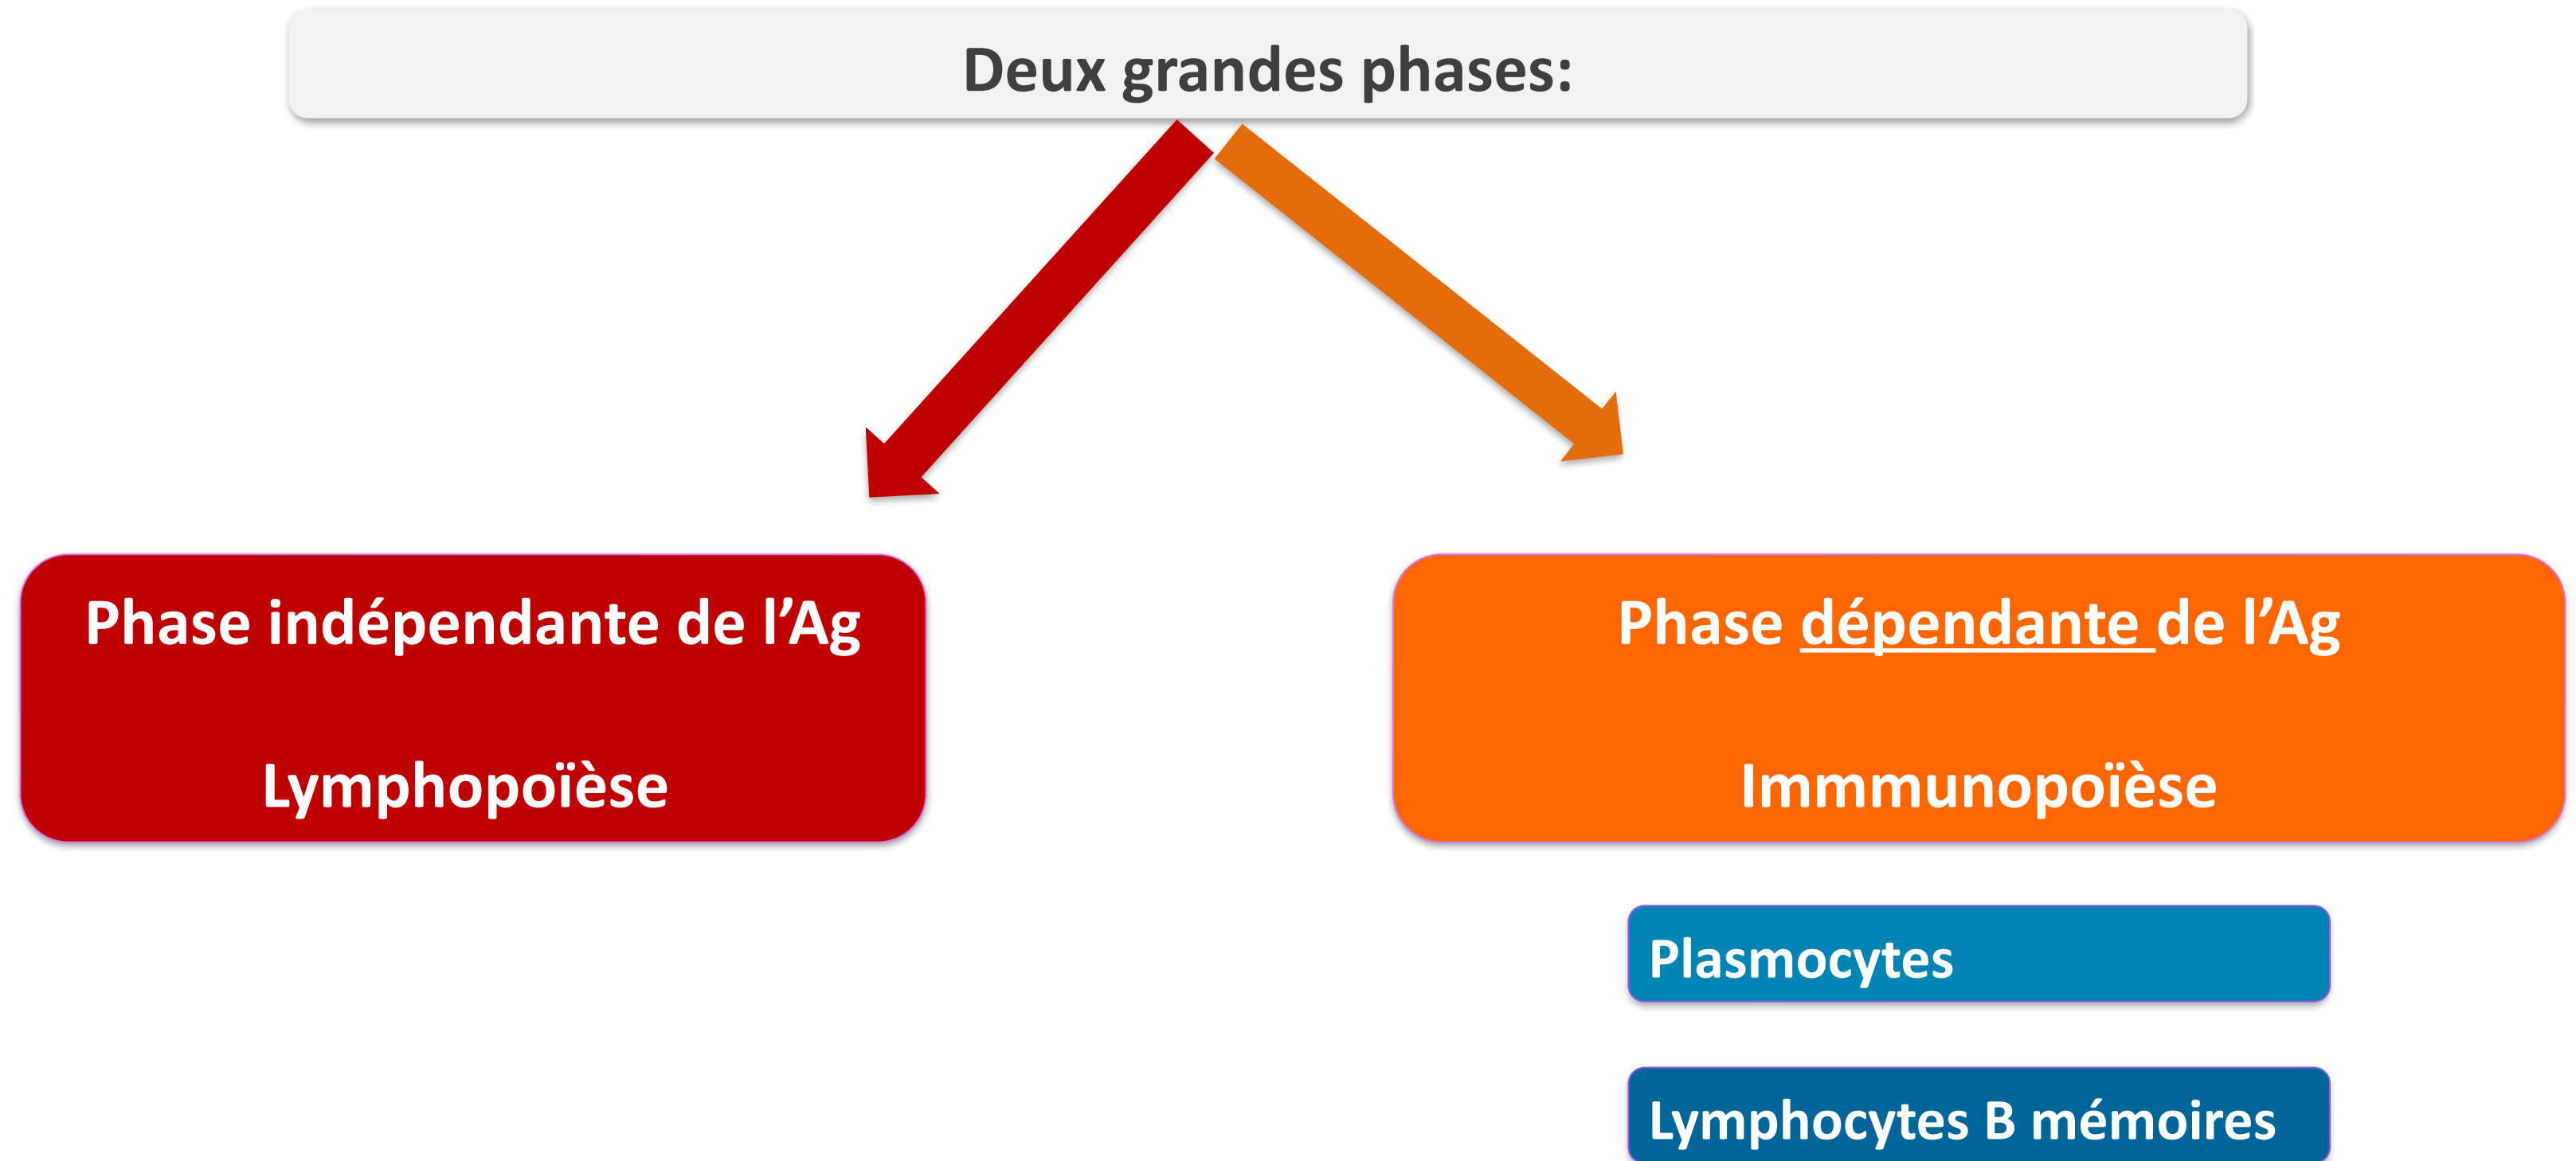 Deux grandes phases:
Phase indépendante de l’Ag
Lymphopoïèse
Phase dépendante de l’Ag
Immmunopoïèse
Plasmocytes
Lymphocytes B mémoires